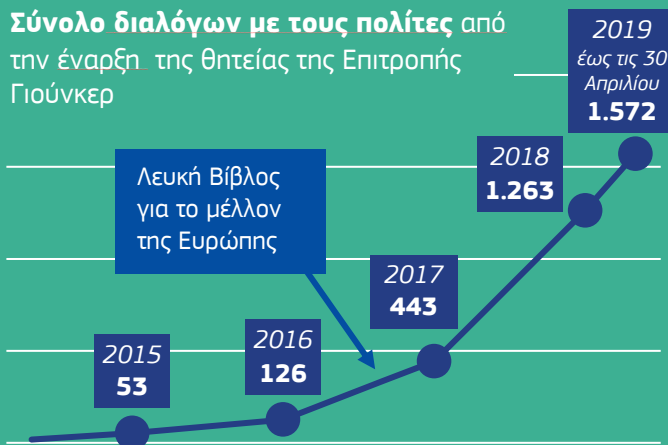 Σύνολο διαλόγων με τους πολίτες από
την έναρξη της θητείας της Επιτροπής
Γιούνκερ
2019
έως τις 30
Απριλίου
1.572
2018
1.263
Λευκή Βίβλος
για το μέλλον
της Ευρώπης
2017
443
2016
126
2015
53